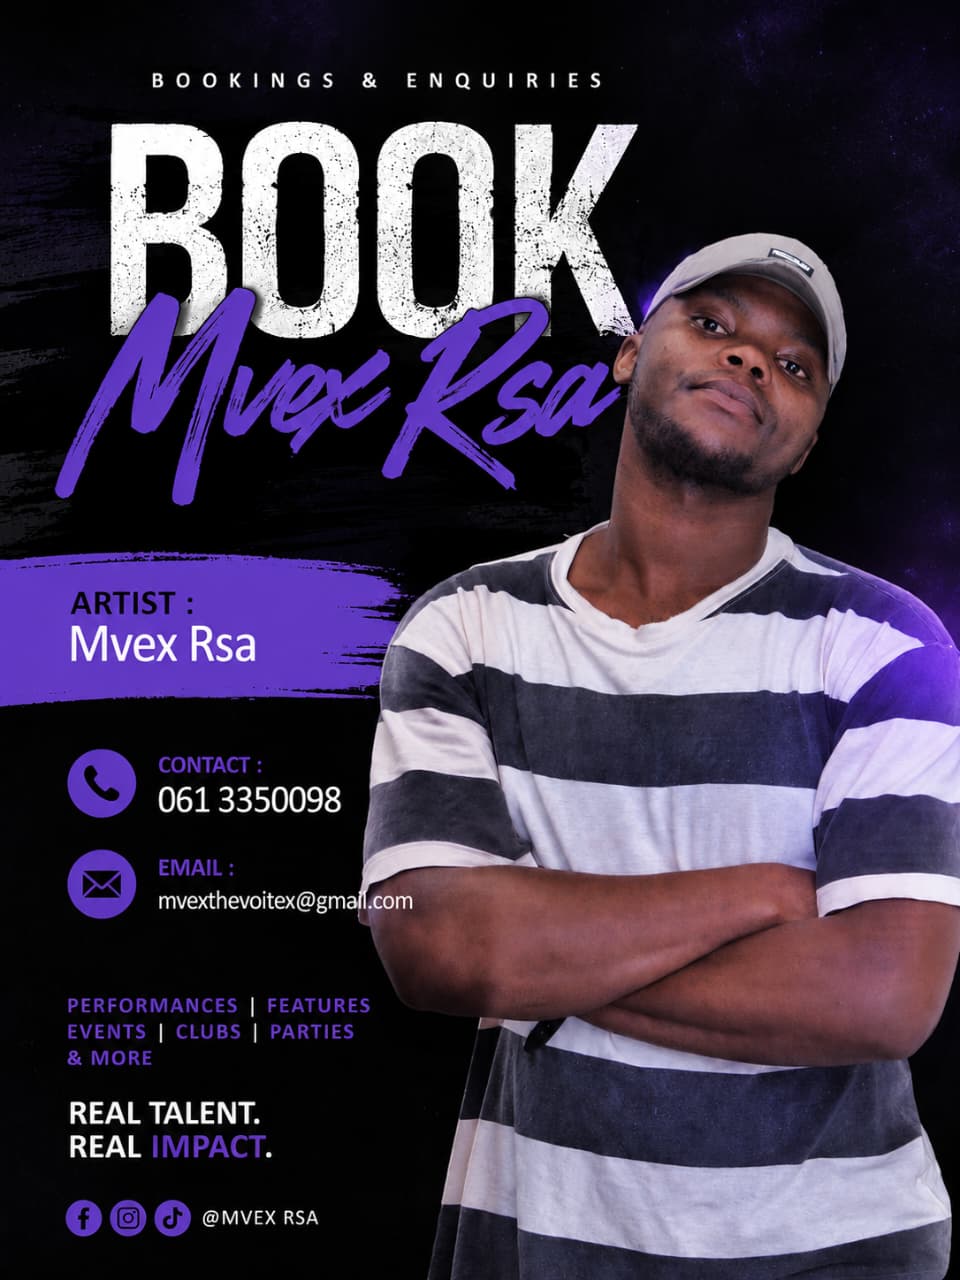 BOOKINGS & ENQUIRIES
BOOK
Mvex Rsa
ARTIST :
Mvex Rsa
CONTACT :
061 3350098
EMAIL :
mvexthevoitex@gmail.com
PERFORMANCES | FEATURES
EVENTS | CLUBS | PARTIES
& MORE
REAL TALENT.
REAL IMPACT.
@MVEX RSA